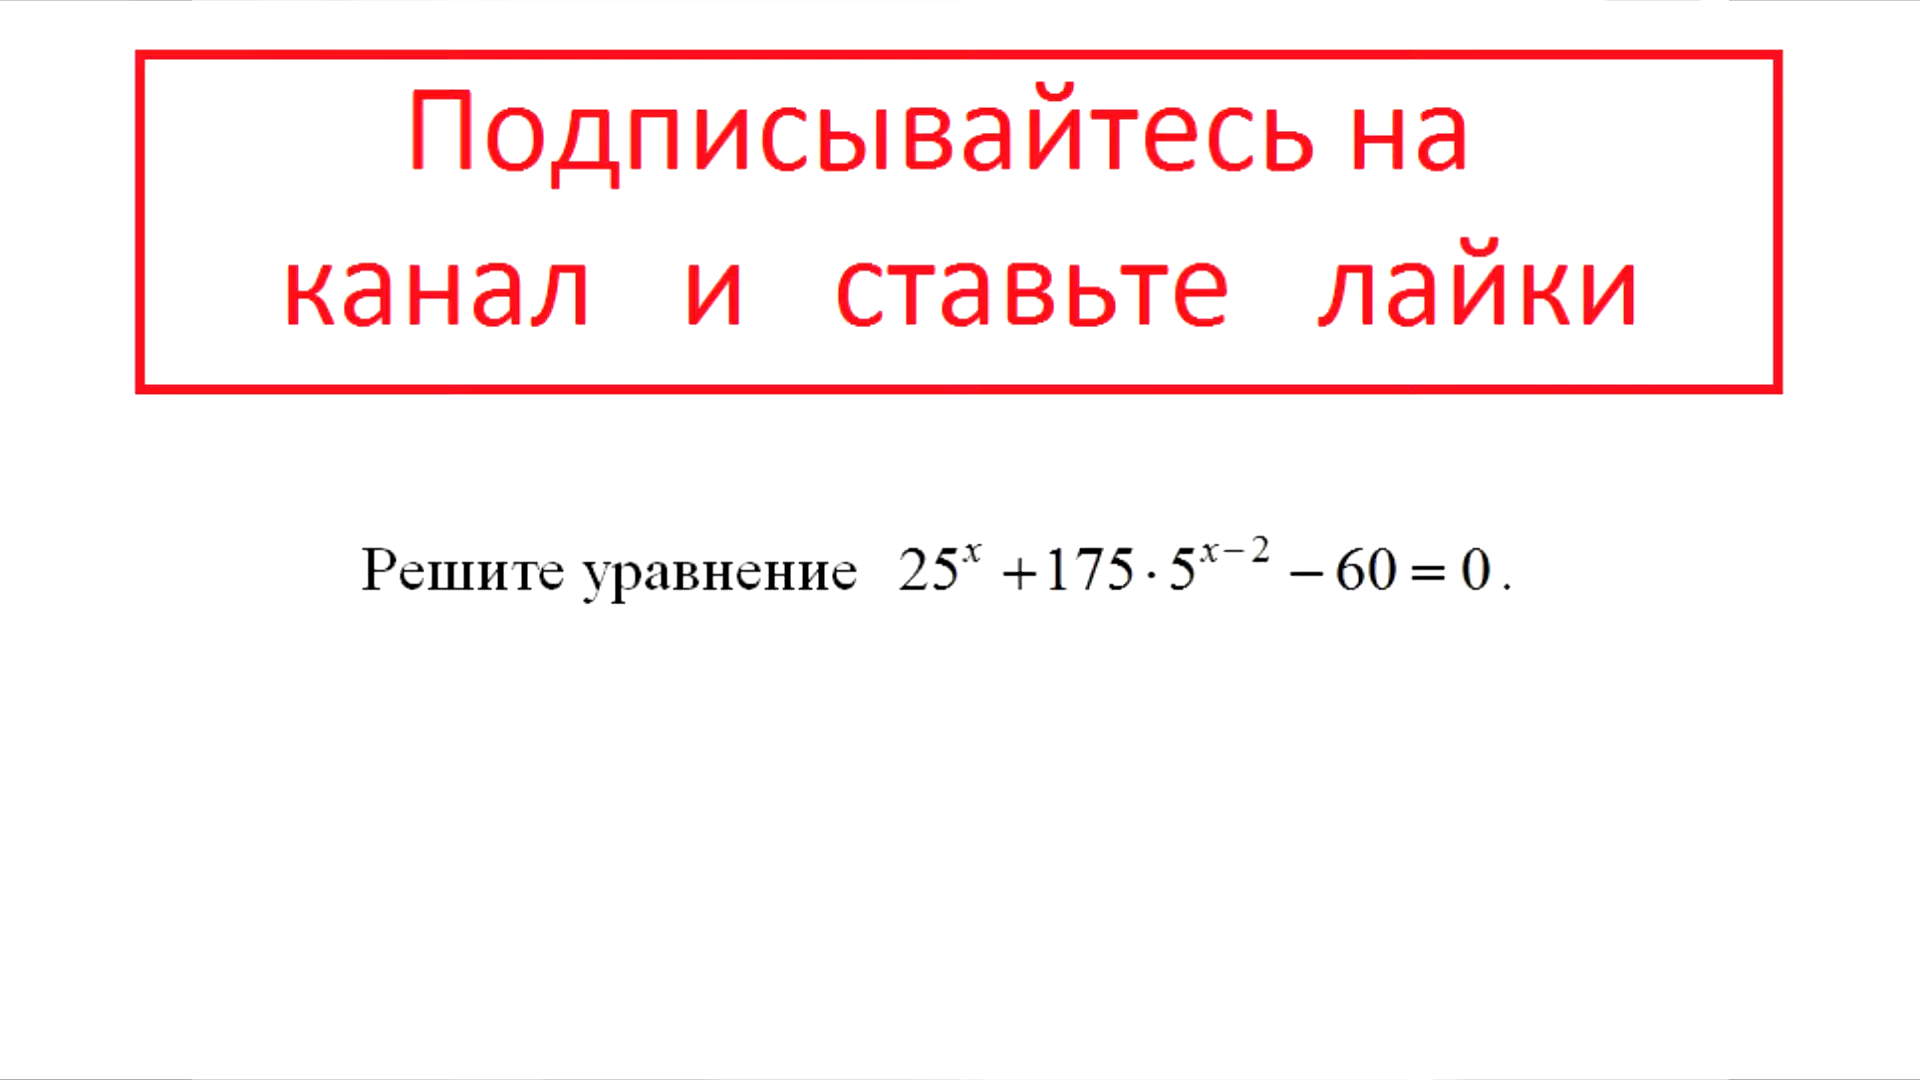 Подписывайтесь на
канал и ставьте лайки
Решите уравнение 25^x + 175 · 5^{x−2} − 60 = 0.